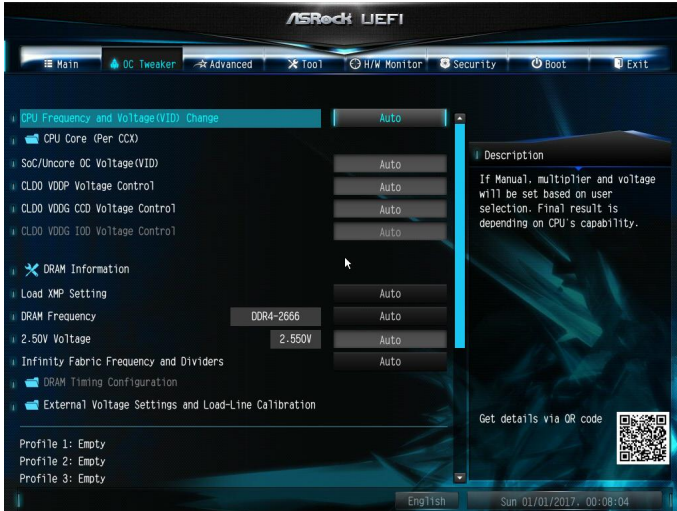 ASRock UEFI
Main OC Tweaker Advanced Tool H/W Monitor Security Boot Exit
CPU Frequency and Voltage(VID) Change Auto
CPU Core (Per CCX)
SoC/Uncore OC Voltage(VID) Auto
CLDO VDDP Voltage Control Auto
CLDO VDDG CCD Voltage Control Auto
CLDO VDDG IOD Voltage Control Auto
DRAM Information
Load XMP Setting Auto
DRAM Frequency DDR4-2666 Auto
2.50V Voltage 2.550V Auto
Infinity Fabric Frequency and Dividers Auto
DRAM Timing Configuration
External Voltage Settings and Load-Line Calibration
Profile 1: Empty
Profile 2: Empty
Profile 3: Empty
Description
If Manual, multiplier and voltage
will be set based on user
selection. Final result is
depending on CPU's capability.
Get details via QR code
English Sun 01/01/2017. 00:08:04